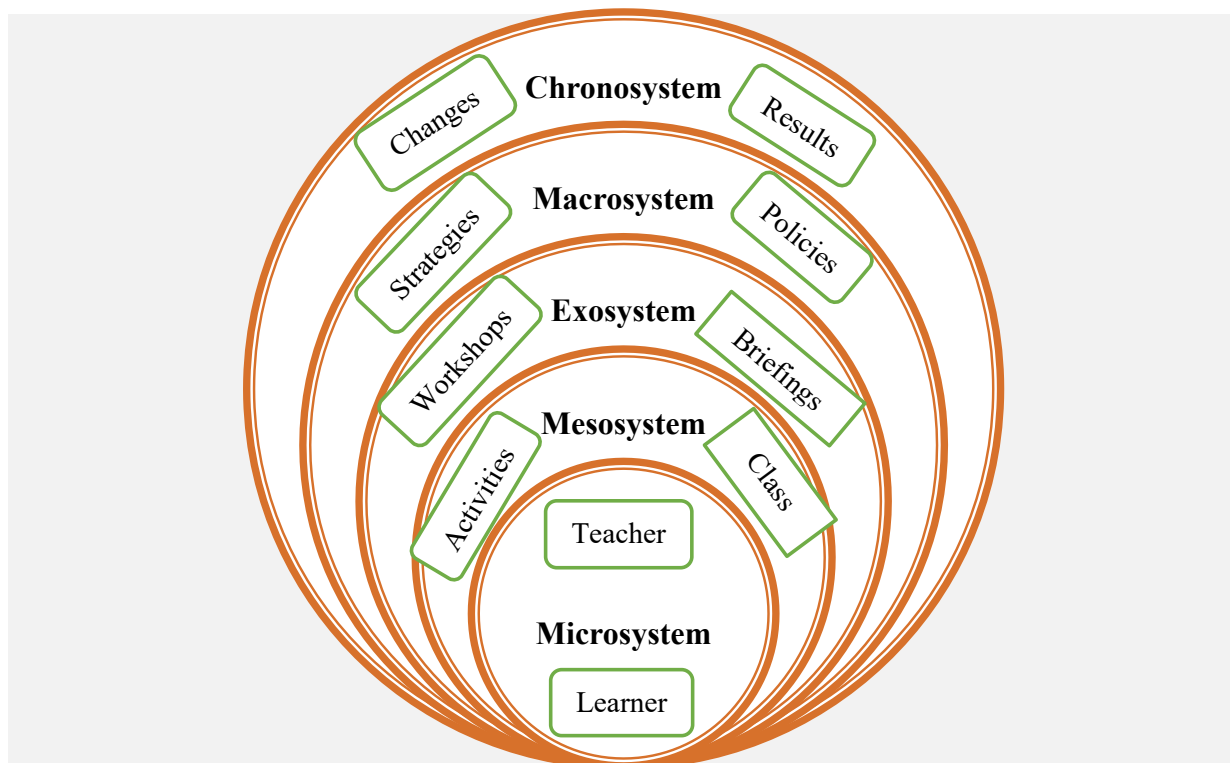 Chronosystem
Changes
Results
Macrosystem
Strategies
Policies
Exosystem
Workshops
Briefings
Mesosystem
Activities
Class
Teacher
Microsystem
Learner